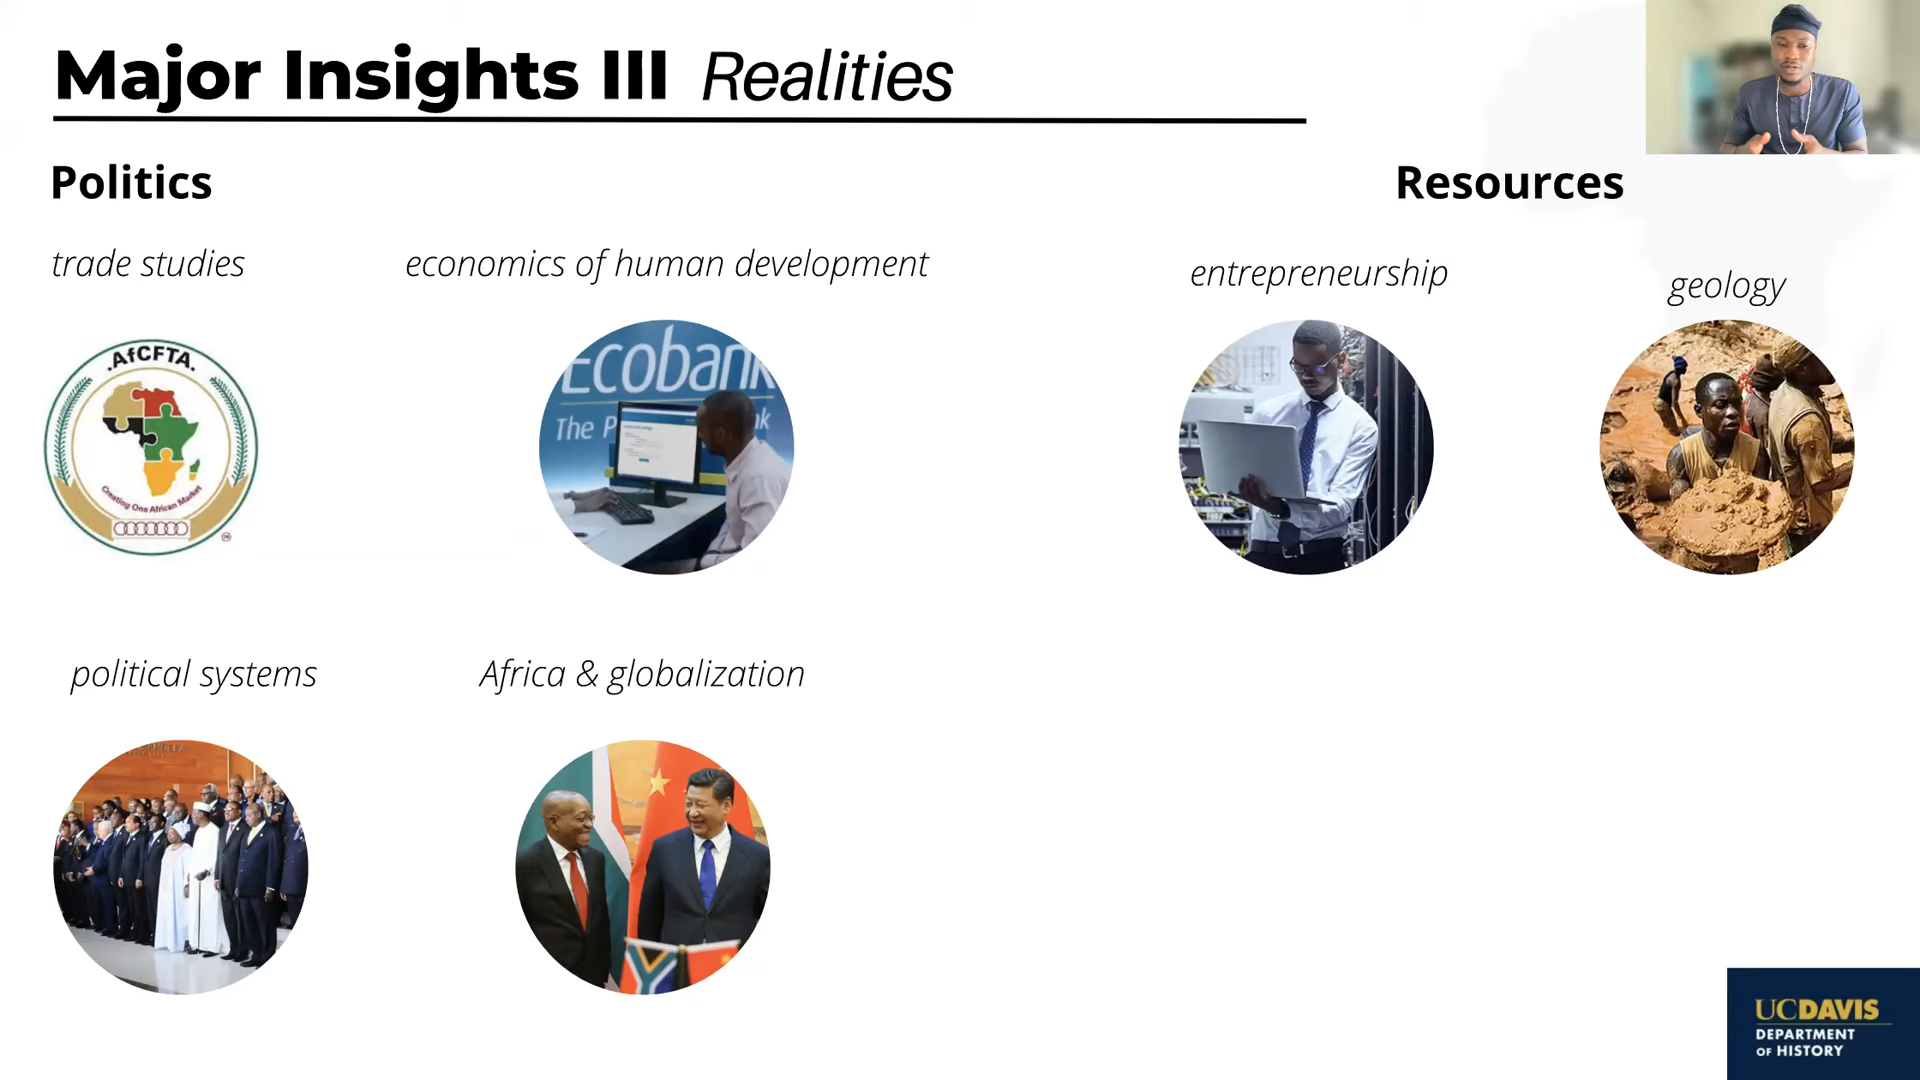 Major Insights III Realities
Politics
Resources
trade studies
economics of human development
entrepreneurship
geology
.AfCFTA.
Creating One African Market
Ecobank
The P
nk
political systems
Africa & globalization
UCDAVIS
DEPARTMENT
OF HISTORY